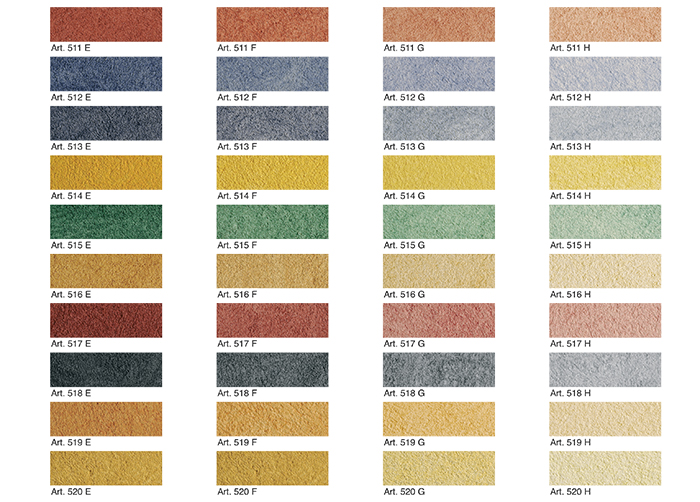 Art. 511 E
Art. 511 F
Art. 511 G
Art. 511 H
Art. 512 E
Art. 512 F
Art. 512 G
Art. 512 H
Art. 513 E
Art. 513 F
Art. 513 G
Art. 513 H
Art. 514 E
Art. 514 F
Art. 514 G
Art. 514 H
Art. 515 E
Art. 515 F
Art. 515 G
Art. 515 H
Art. 516 E
Art. 516 F
Art. 516 G
Art. 516 H
Art. 517 E
Art. 517 F
Art. 517 G
Art. 517 H
Art. 518 E
Art. 518 F
Art. 518 G
Art. 518 H
Art. 519 E
Art. 519 F
Art. 519 G
Art. 519 H
Art. 520 E
Art. 520 F
Art. 520 G
Art. 520 H